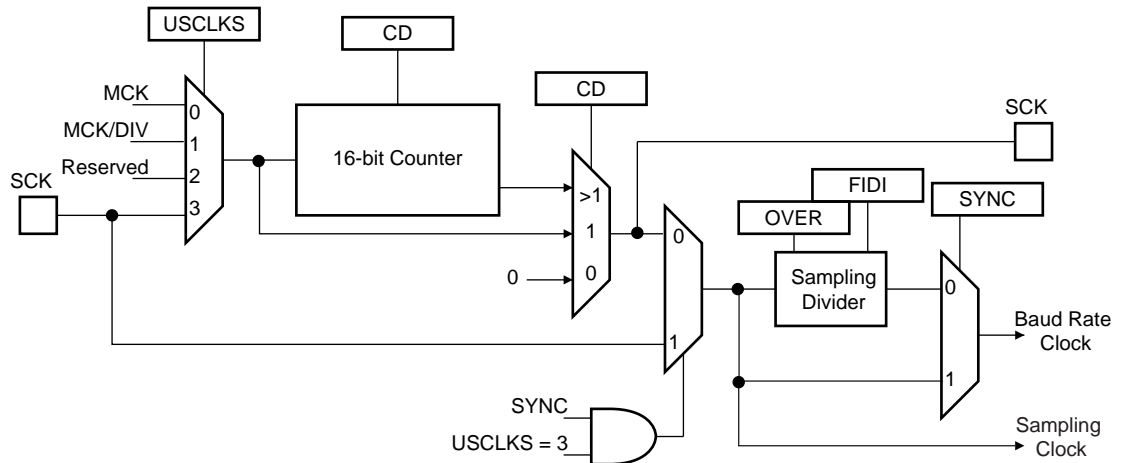 USCLKS
CD
CD
MCK
0
MCK/DIV
1
Reserved
2
SCK
3
16-bit Counter
>1
1
0
0
SCK
FIDI
OVER
SYNC
0
1
Sampling
Divider
0
1
Baud Rate
Clock
SYNC
USCLKS = 3
Sampling
Clock